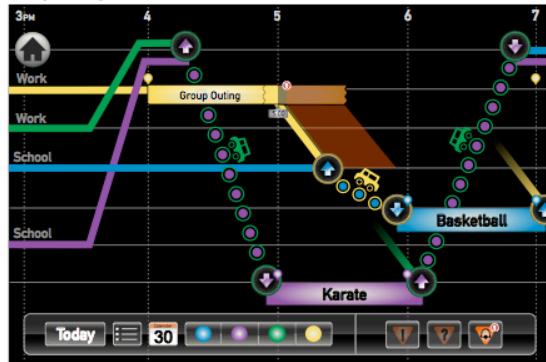 3PM 4 5 6 7
Work
Group Outing
Work
School
Basketball
School
Karate
Today 30 ! ?